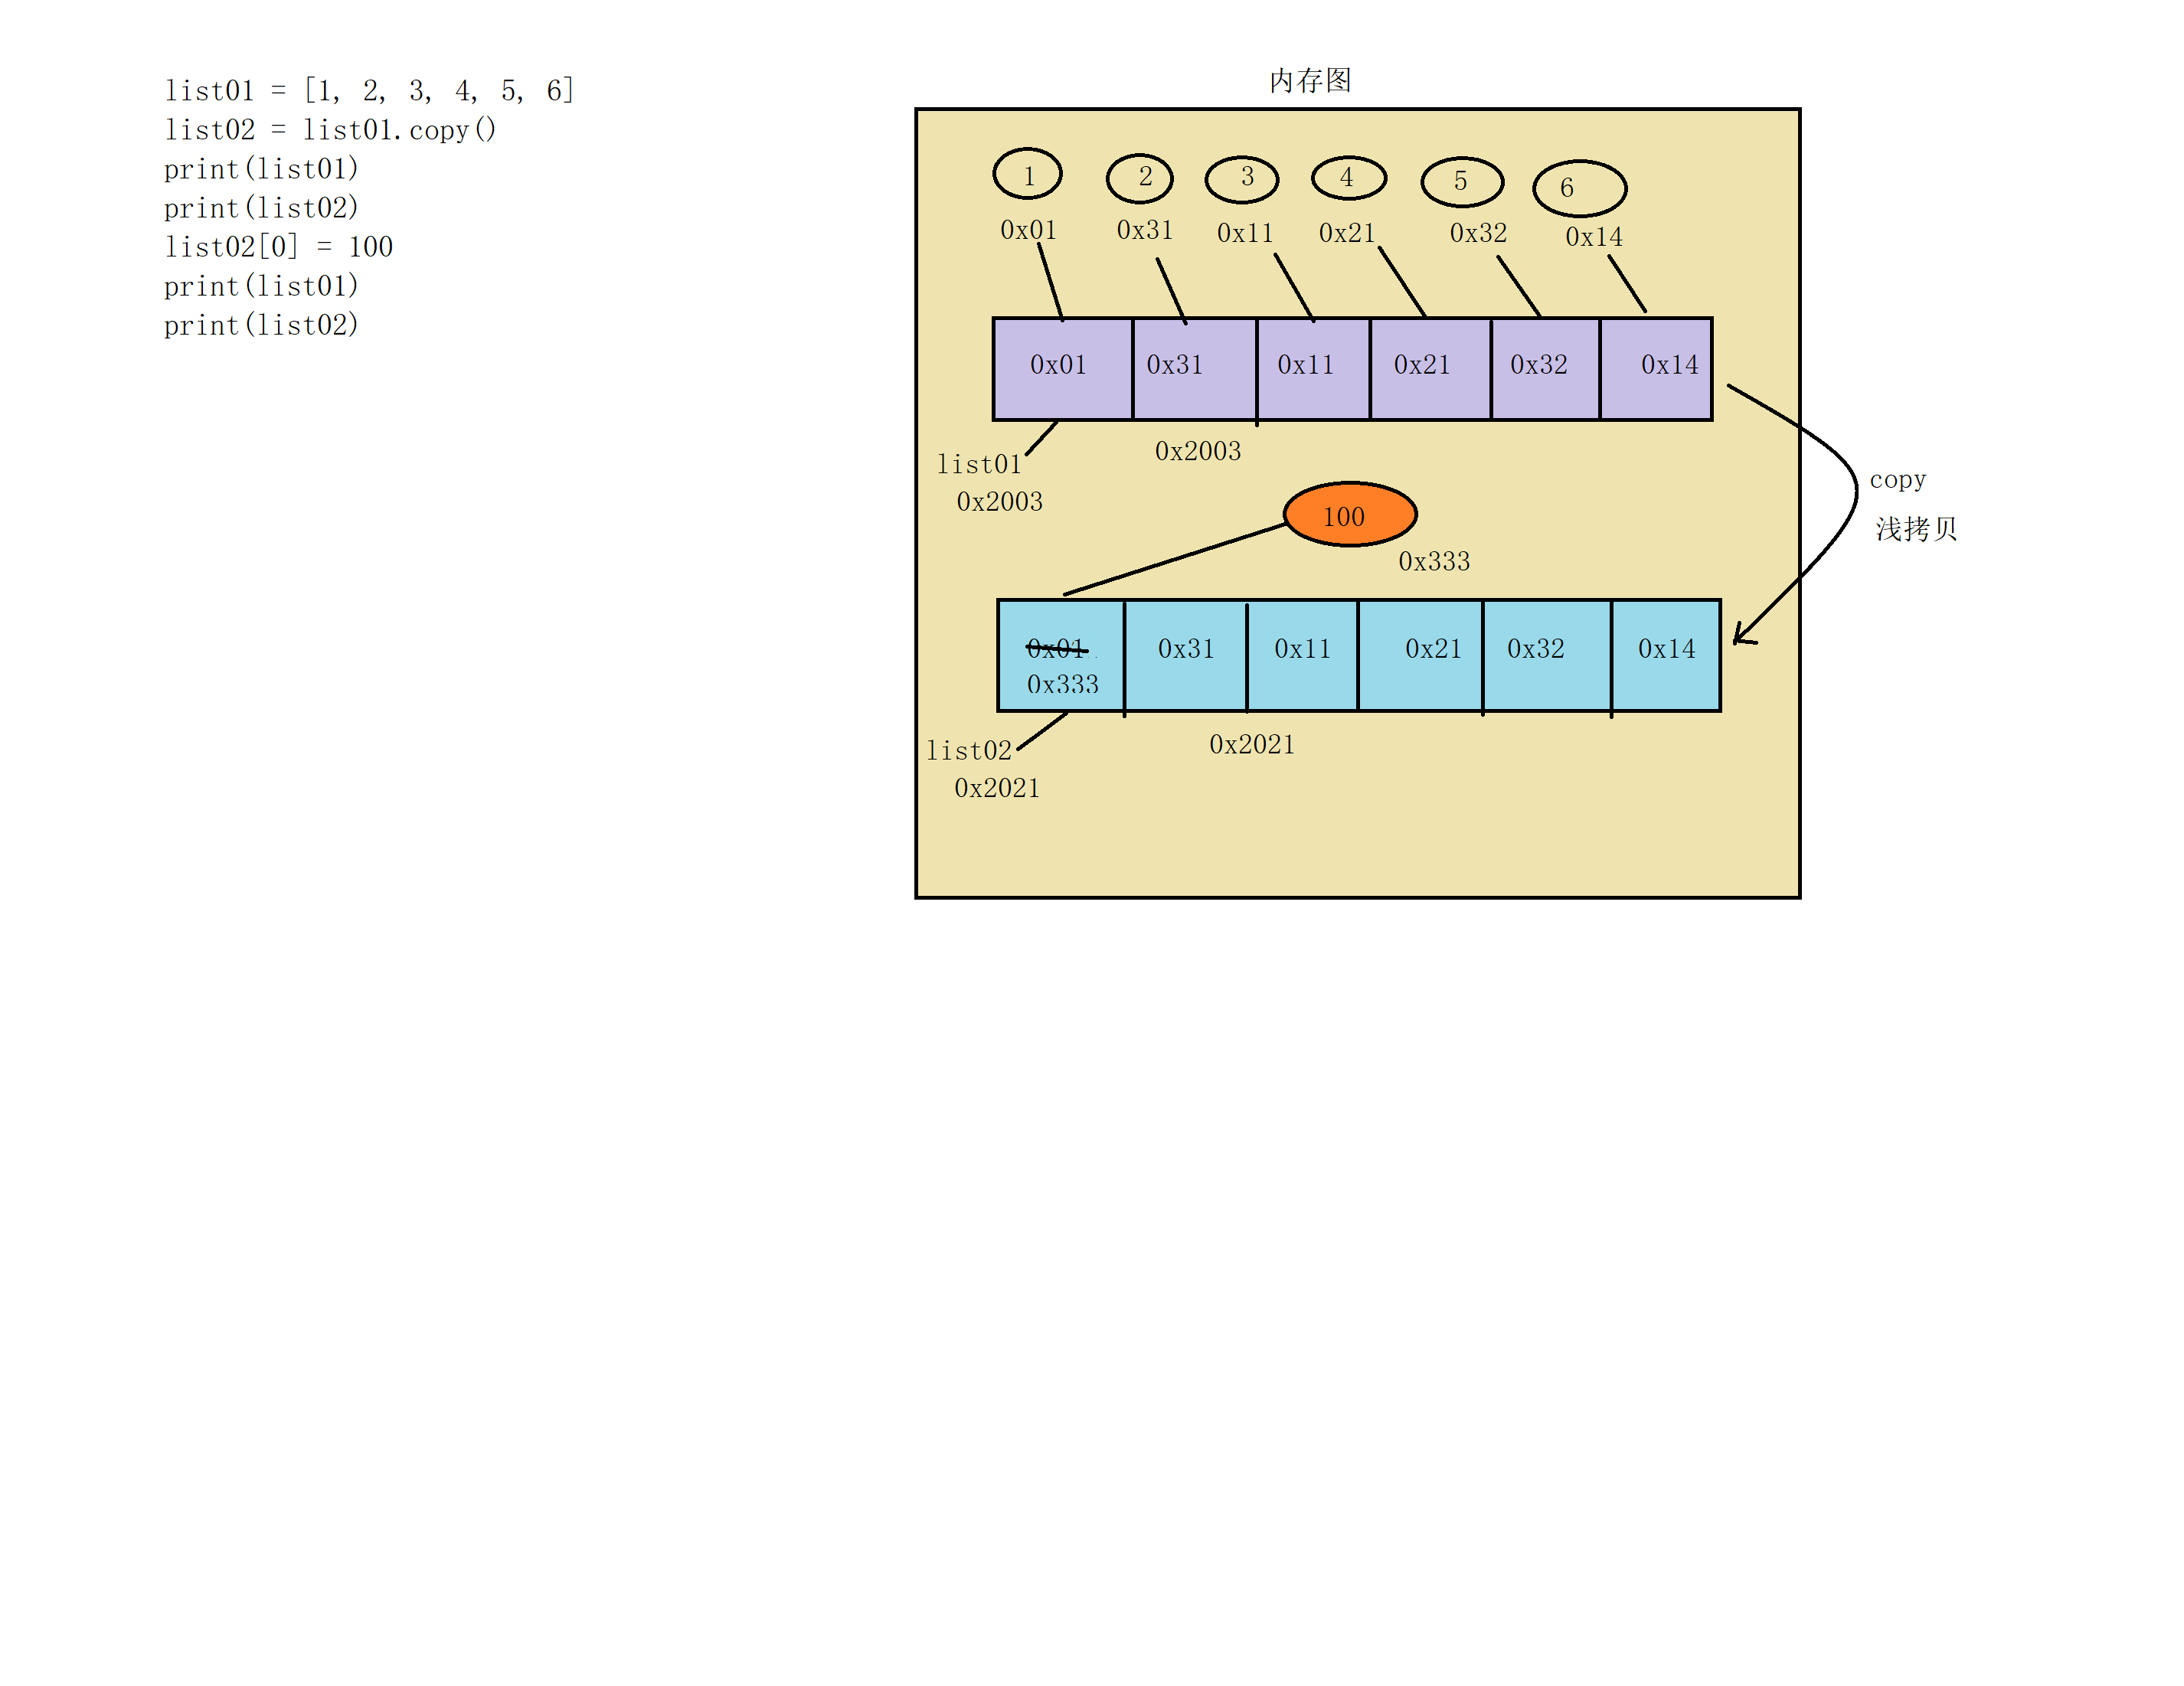 list01 = [1, 2, 3, 4, 5, 6]
list02 = list01.copy()
print(list01)
print(list02)
list02[0] = 100
print(list01)
print(list02)
内存图
1 2 3 4 5 6
0x01 0x31 0x11 0x21 0x32 0x14
0x01 0x31 0x11 0x21 0x32 0x14
list01 0x2003
0x2003
copy
浅拷贝
100
0x333
0x01 0x31 0x11 0x21 0x32 0x14
0x333
list02 0x2021
0x2021